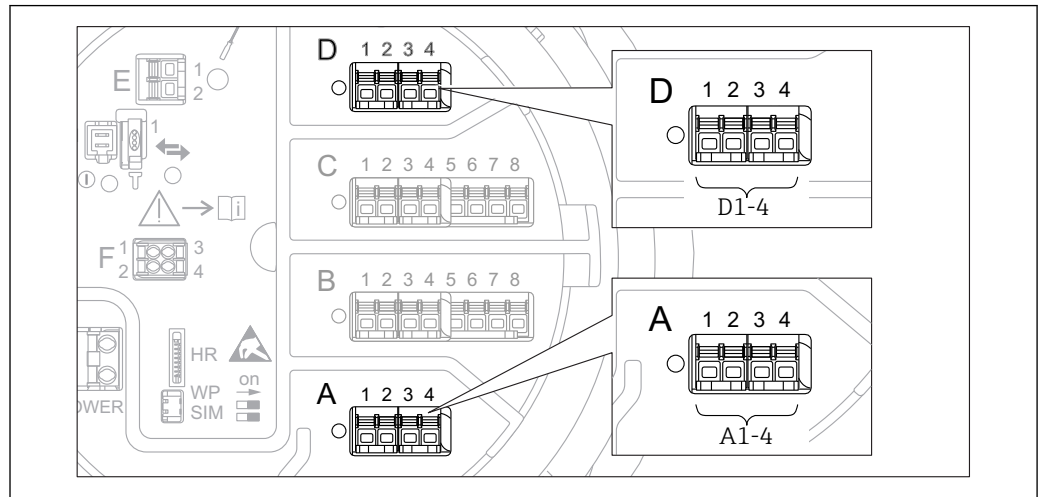 D 1 2 3 4
E 1
2
1
D 1 2 3 4
D1-4
C 1 2 3 4 5 6 7 8
i
F 1 3
2 4
B 1 2 3 4 5 6 7 8
A 1 2 3 4
A1-4
HR
WP on
SIM
OWER
A 1 2 3 4